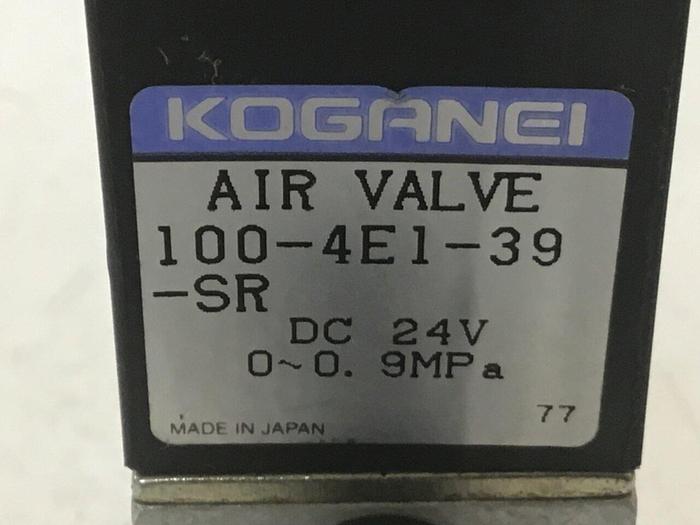 KOGANEI
AIR VALVE
100-4E1-39
-SR
DC 24V
0~0.9MPa
77
MADE IN JAPAN